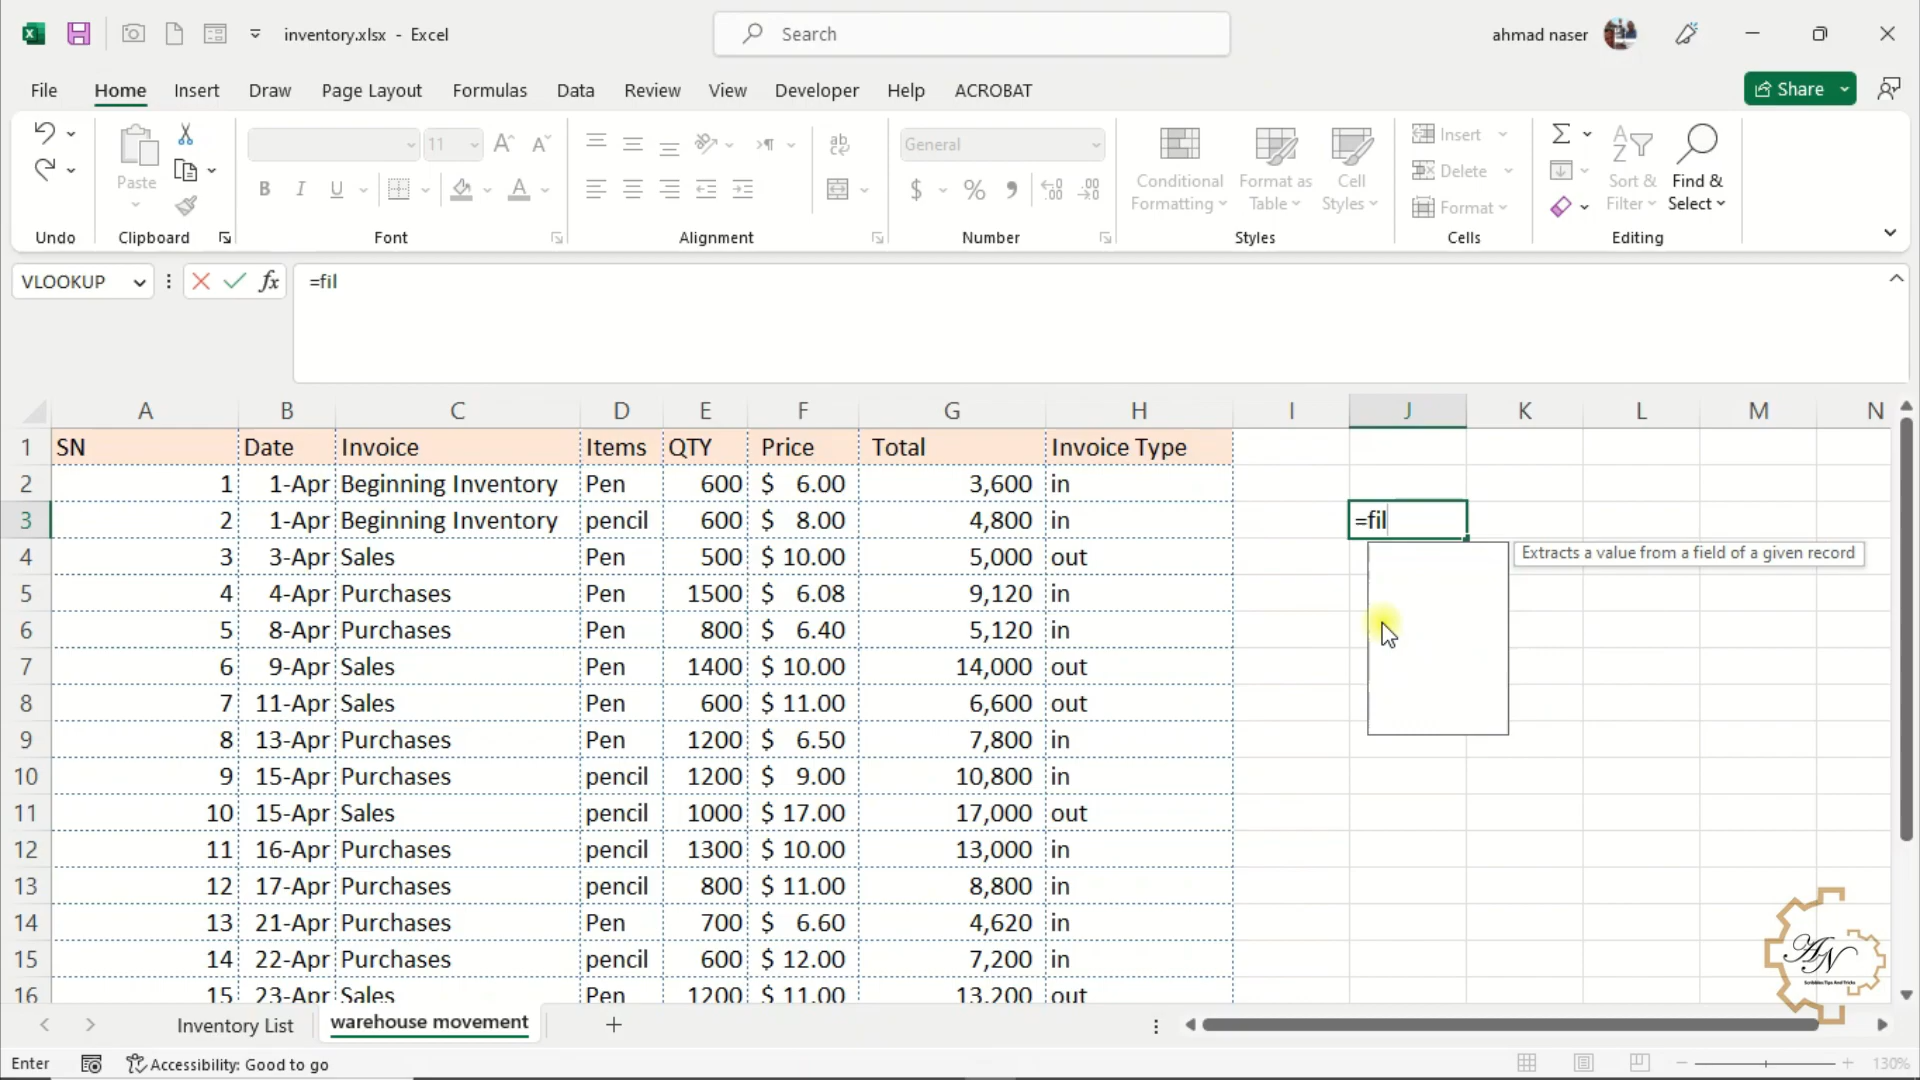 inventory.xlsx - Excel
Search
ahmad naser
File Home Insert Draw Page Layout Formulas Data Review View Developer Help ACROBAT
Share
Paste
11
General
Conditional Formatting
Format as Table
Cell Styles
Insert
Delete
Format
Sort & Filter
Find & Select
Undo Clipboard Font Alignment Number Styles Cells Editing
VLOOKUP fx =fil
A B C D E F G H I J K L M N
1 SN Date Invoice Items QTY Price Total Invoice Type
2 1 1-Apr Beginning Inventory Pen 600 $ 6.00 3,600 in
3 2 1-Apr Beginning Inventory pencil 600 $ 8.00 4,800 in =fil
4 3 3-Apr Sales Pen 500 $ 10.00 5,000 out
Extracts a value from a field of a given record
5 4 4-Apr Purchases Pen 1500 $ 6.08 9,120 in
6 5 8-Apr Purchases Pen 800 $ 6.40 5,120 in
7 6 9-Apr Sales Pen 1400 $ 10.00 14,000 out
8 7 11-Apr Sales Pen 600 $ 11.00 6,600 out
9 8 13-Apr Purchases Pen 1200 $ 6.50 7,800 in
10 9 15-Apr Purchases pencil 1200 $ 9.00 10,800 in
11 10 15-Apr Sales pencil 1000 $ 17.00 17,000 out
12 11 16-Apr Purchases pencil 1300 $ 10.00 13,000 in
13 12 17-Apr Purchases pencil 800 $ 11.00 8,800 in
14 13 21-Apr Purchases Pen 700 $ 6.60 4,620 in
15 14 22-Apr Purchases pencil 600 $ 12.00 7,200 in
16 15 23-Apr Sales Pen 1200 $ 11.00 13,200 out
AN
Inventory List warehouse movement
Enter Accessibility: Good to go 130%